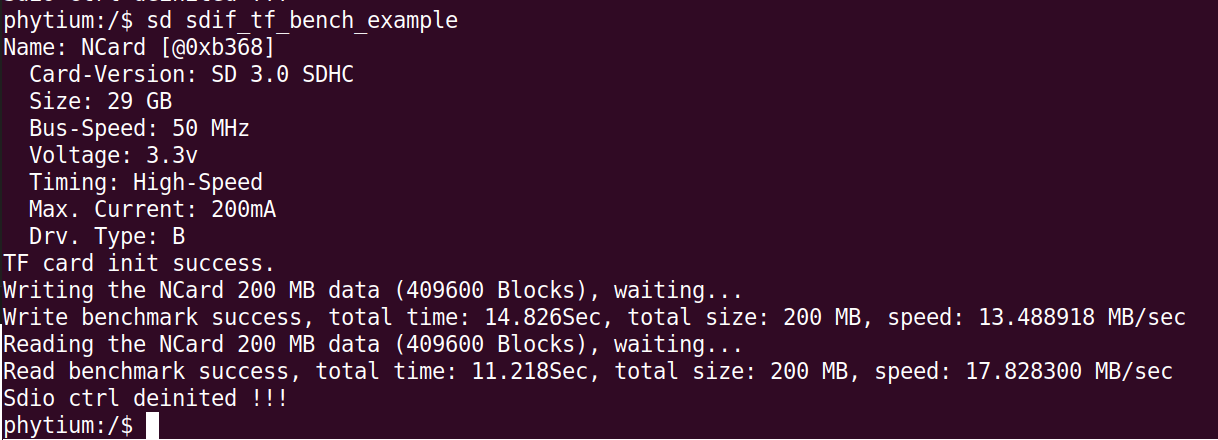 Sdio ctrl deinited !!!
phytium:/$ sd sdif_tf_bench_example
Name: NCard [@0xb368]
  Card-Version: SD 3.0 SDHC
  Size: 29 GB
  Bus-Speed: 50 MHz
  Voltage: 3.3v
  Timing: High-Speed
  Max. Current: 200mA
  Drv. Type: B
TF card init success.
Writing the NCard 200 MB data (409600 Blocks), waiting...
Write benchmark success, total time: 14.826Sec, total size: 200 MB, speed: 13.488918 MB/sec
Reading the NCard 200 MB data (409600 Blocks), waiting...
Read benchmark success, total time: 11.218Sec, total size: 200 MB, speed: 17.828300 MB/sec
Sdio ctrl deinited !!!
phytium:/$